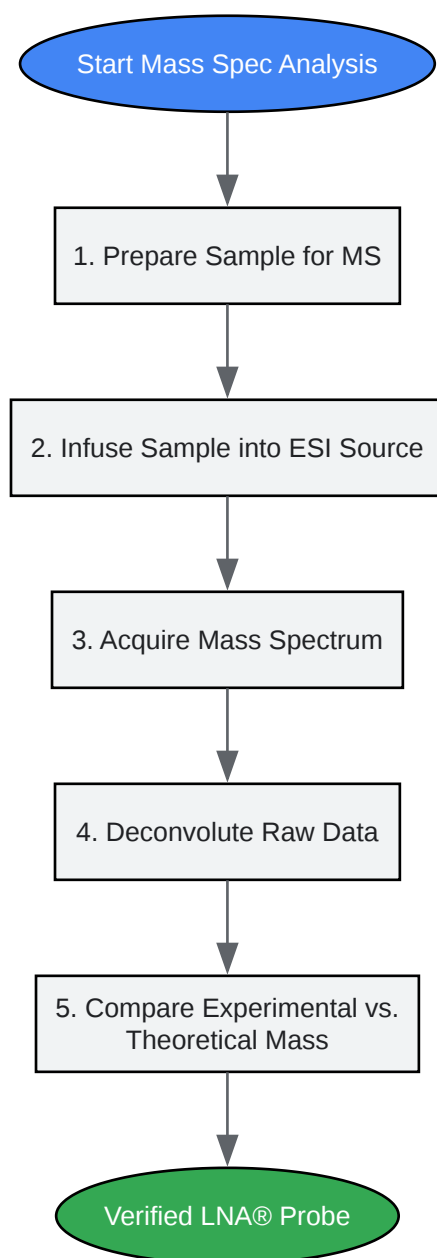 Start Mass Spec Analysis
1. Prepare Sample for MS
2. Infuse Sample into ESI Source
3. Acquire Mass Spectrum
4. Deconvolute Raw Data
5. Compare Experimental vs.
Theoretical Mass
Verified LNA® Probe